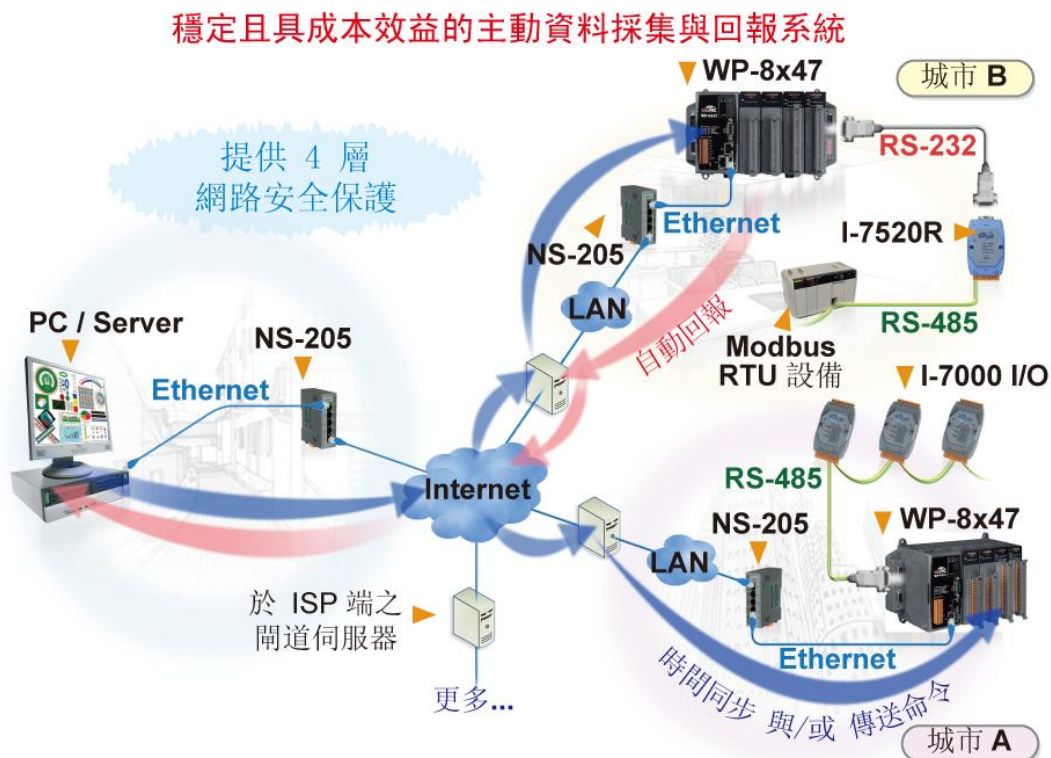 穩定且具成本效益的主動資料採集與回報系統
WP-8x47
城市 B
提供 4 層
網路安全保護
RS-232
NS-205
Ethernet
I-7520R
LAN
自動回報
RS-485
Modbus
RTU 設備
PC / Server
NS-205
Ethernet
I-7000 I/O
Internet
RS-485
NS-205
WP-8x47
LAN
於 ISP 端之
閘道伺服器
Ethernet
更多...
時間同步 與/或 傳送命令
城市 A